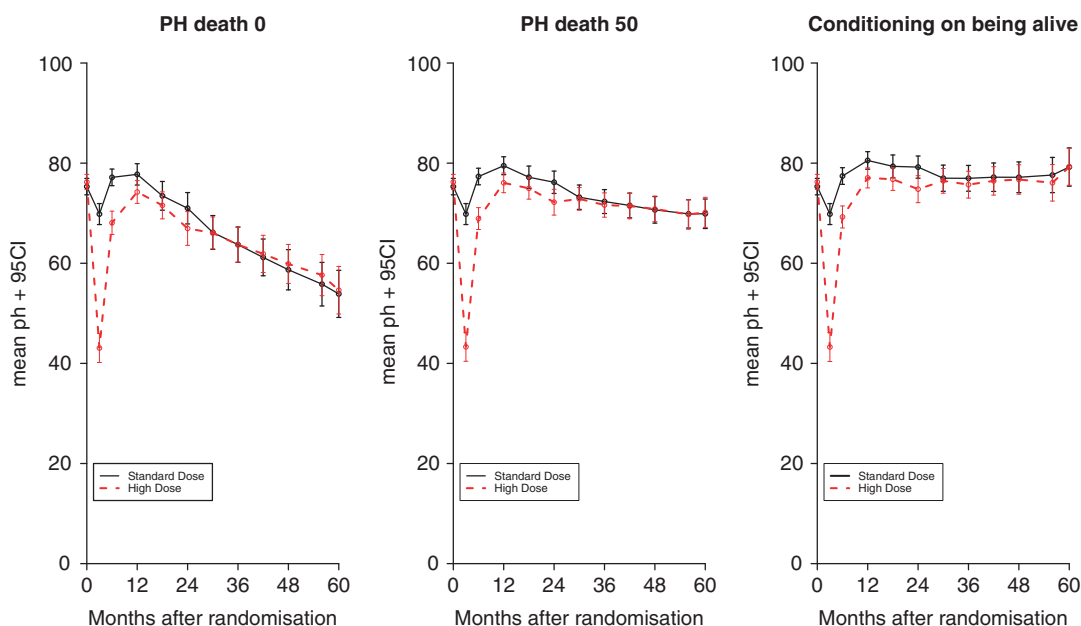 PH death 0
mean ph + 95CI
100
80
60
40
20
0
Standard Dose
High Dose
0 12 24 36 48 60
Months after randomisation
PH death 50
mean ph + 95CI
100
80
60
40
20
0
Standard Dose
High Dose
0 12 24 36 48 60
Months after randomisation
Conditioning on being alive
mean ph + 95CI
100
80
60
40
20
0
Standard Dose
High Dose
0 12 24 36 48 60
Months after randomisation